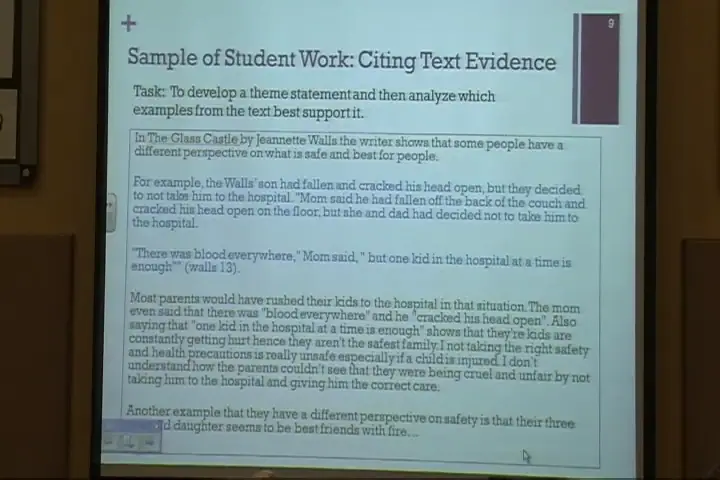 +
9
Sample of Student Work: Citing Text Evidence
Task: To develop a theme statement and then analyze which
examples from the text best support it.
In The Glass Castle by Jeannette Walls the writer shows that some people have a
different perspective on what is safe and best for people.
For example, the Walls' son had fallen and cracked his head open, but they decided
to not take him to the hospital. "Mom said he had fallen off the back of the couch and
cracked his head open on the floor, but she and dad had decided not to take him to
the hospital.
"There was blood everywhere," Mom said, " but one kid in the hospital at a time is
enough"" (walls 13).
Most parents would have rushed their kids to the hospital in that situation. The mom
even said that there was "blood everywhere" and he "cracked his head open". Also
saying that "one kid in the hospital at a time is enough" shows that they're kids are
constantly getting hurt hence they aren't the safest family. I not taking the right safety
and health precautions is really unsafe especially if a child is injured. I don't
understand how the parents couldn't see that they were being cruel and unfair by not
taking him to the hospital and giving him the correct care.
Another example that they have a different perspective on safety is that their three
daughter seems to be best friends with fire...